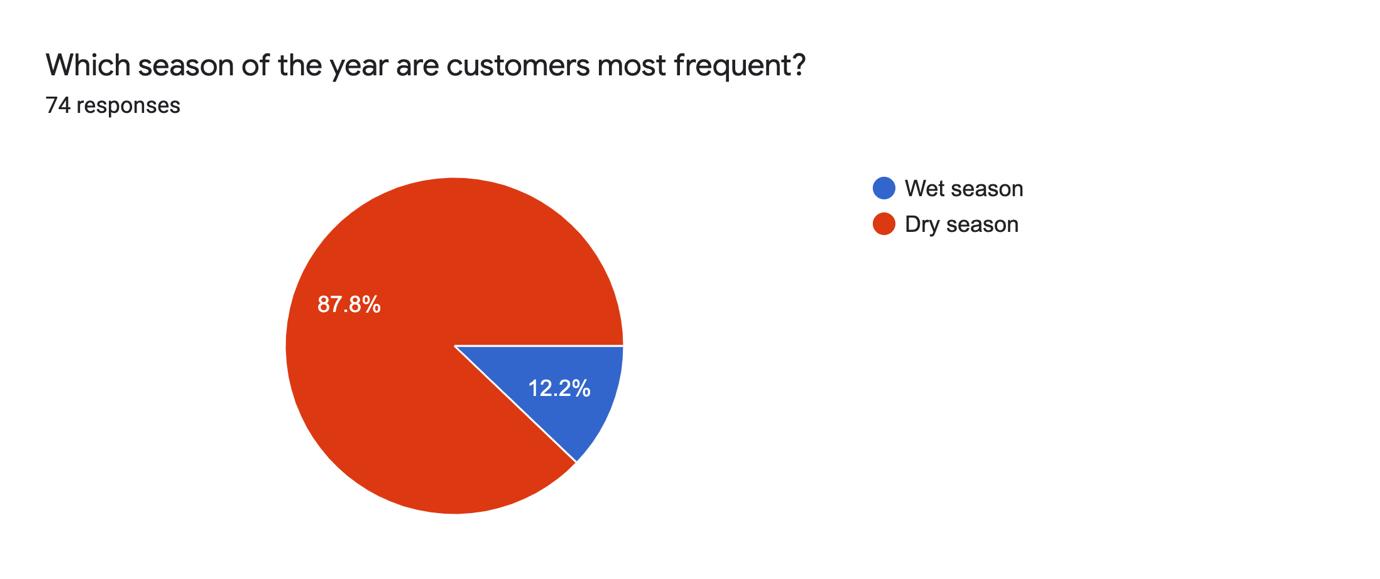 Which season of the year are customers most frequent?
74 responses
Wet season
Dry season
87.8%
12.2%